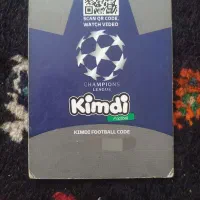 SCAN QR CODE,
WATCH VIDEO
CHAMPIONS
LEAGUE
Kimdi
KIMDI FOOTBALL CODE